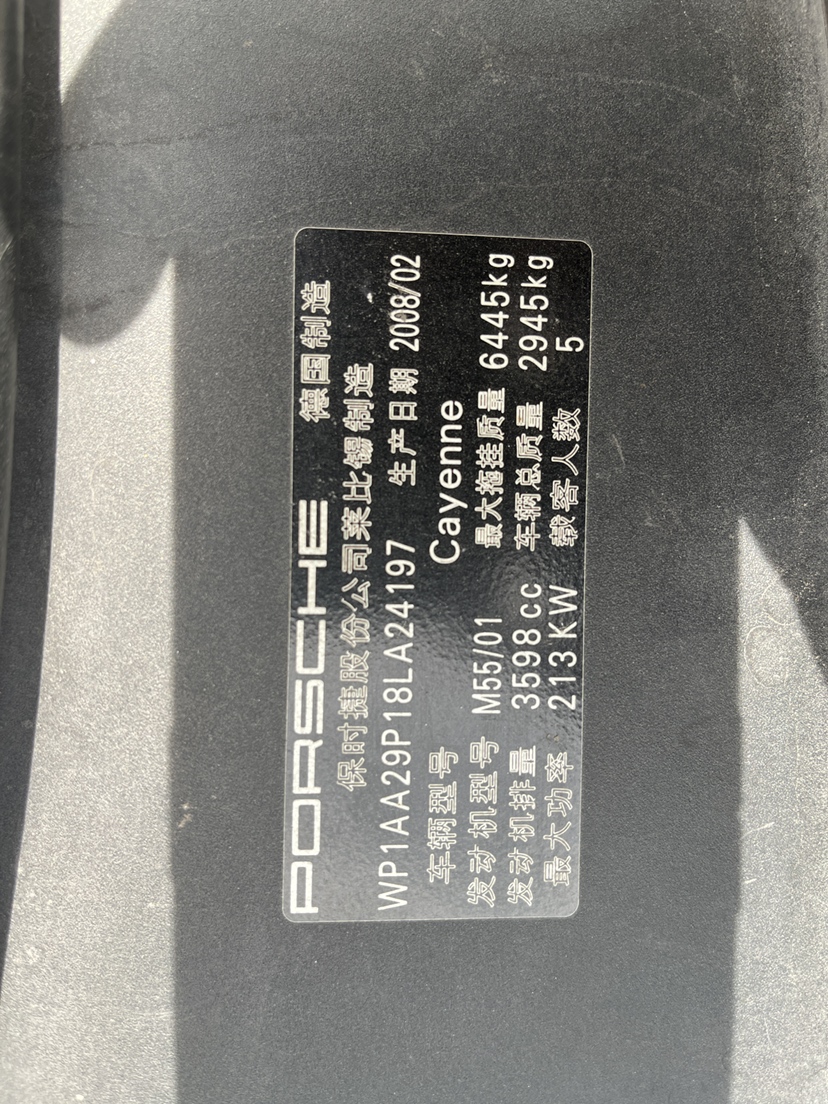 PORSCHE 德国制造
保时捷股份公司莱比锡制造
WP1AA29P18LA24197 生产日期 2008/02
车辆型号 Cayenne
发动机型号 M55/01 最大拖挂质量 6445kg
发动机排量 3598cc 车辆总质量 2945kg
最大功率 213KW 载客人数 5